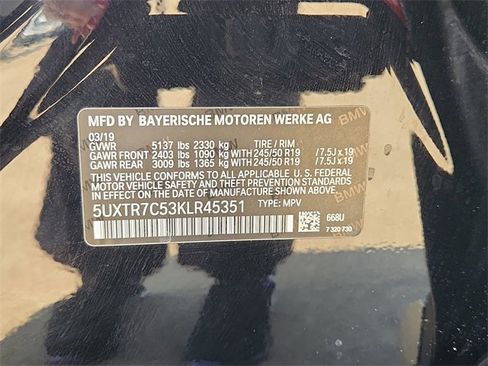 MFD BY BAYERISCHE MOTOREN WERKE AG
03/19
GVWR 5137 lbs 2330 kg TIRE / RIM
GAWR FRONT 2403 lbs 1090 kg WITH 245/50 R19 /7.5J x 19
GAWR REAR 3009 lbs 1365 kg WITH 245/50 R19 /7.5J x 19
THIS VEHICLE CONFORMS TO ALL APPLICABLE U.S. FEDERAL
MOTOR VEHICLE SAFETY STANDARDS IN EFFECT ON THE
DATE OF MANUFACTURE SHOWN ABOVE.
5UXTR7C53KLR45351 TYPE: MPV
668U
7 320 730